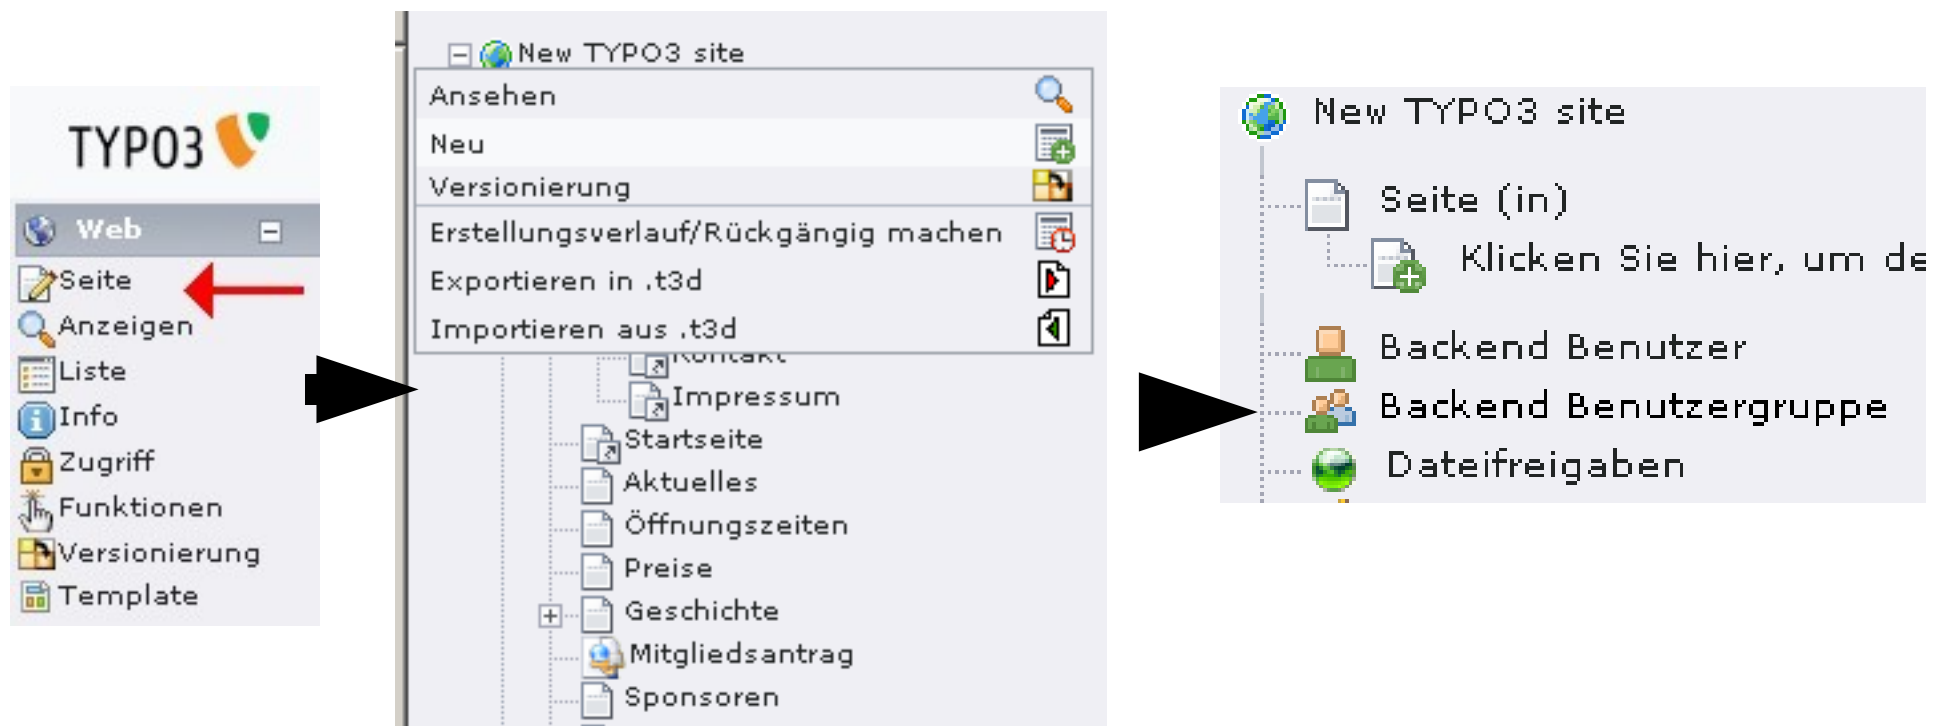 TYPO3
Web
Seite
Anzeigen
Liste
Info
Zugriff
Funktionen
Versionierung
Template
New TYPO3 site
Ansehen
Neu
Versionierung
Erstellungsverlauf/Rückgängig machen
Exportieren in .t3d
Importieren aus .t3d
Kontakt
Impressum
Startseite
Aktuelles
Öffnungszeiten
Preise
Geschichte
Mitgliedsantrag
Sponsoren
New TYPO3 site
Seite (in)
Klicken Sie hier, um de
Backend Benutzer
Backend Benutzergruppe
Dateifreigaben